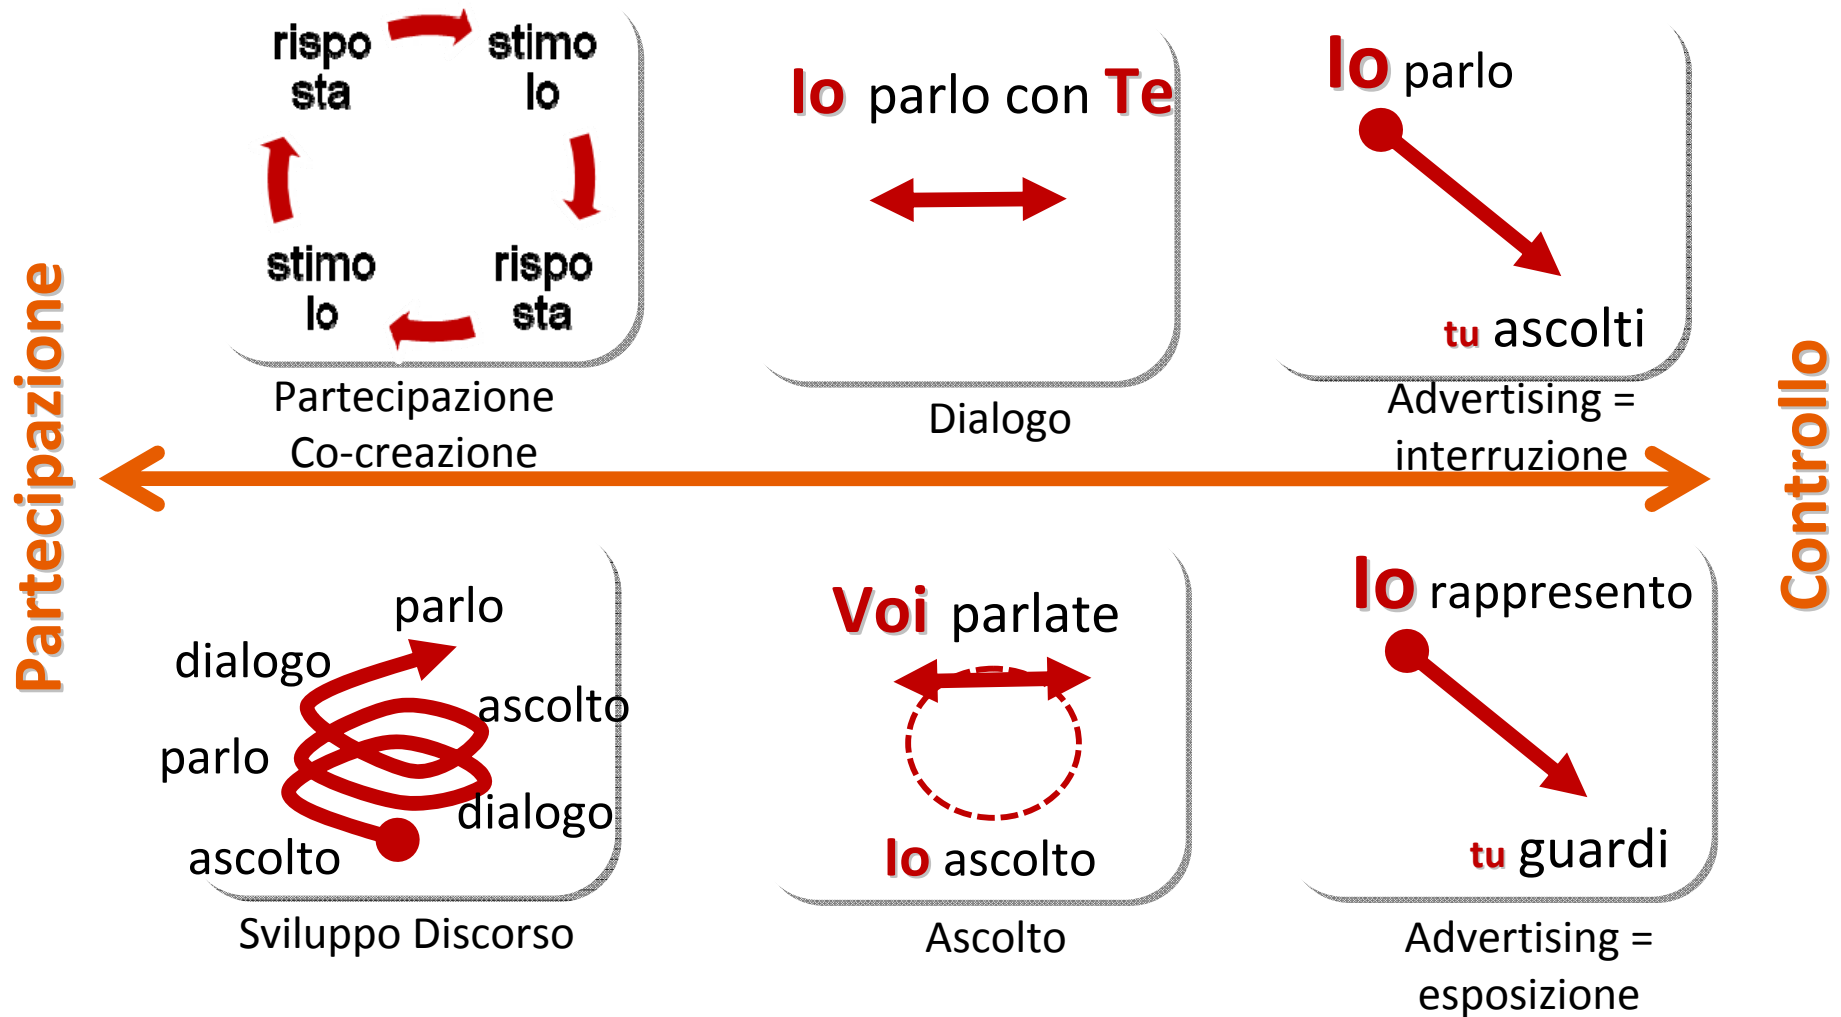 Partecipazione
rispo
sta
stimo
lo
stimo
lo
rispo
sta
Partecipazione
Co-creazione
Io parlo con Te
Dialogo
Io parlo
tu ascolti
Advertising =
interruzione
Controllo
parlo
dialogo
ascolto
parlo
dialogo
ascolto
Sviluppo Discorso
Voi parlate
Io ascolto
Ascolto
Io rappresento
tu guardi
Advertising =
esposizione